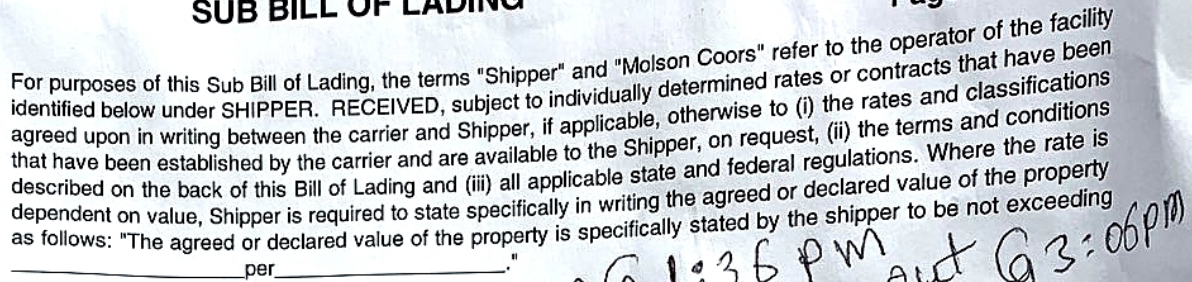 SUB BILL OF LADING
For purposes of this Sub Bill of Lading, the terms "Shipper" and "Molson Coors" refer to the operator of the facility
identified below under SHIPPER. RECEIVED, subject to individually determined rates or contracts that have been
agreed upon in writing between the carrier and Shipper, if applicable, otherwise to (i) the rates and classifications
that have been established by the carrier and are available to the Shipper, on request, (ii) the terms and conditions
described on the back of this Bill of Lading and (iii) all applicable state and federal regulations. Where the rate is
dependent on value, Shipper is required to state specifically in writing the agreed or declared value of the property
as follows: "The agreed or declared value of the property is specifically stated by the shipper to be not exceeding
____________________per____________________."
@ 1:36 pm out @ 3:06pm